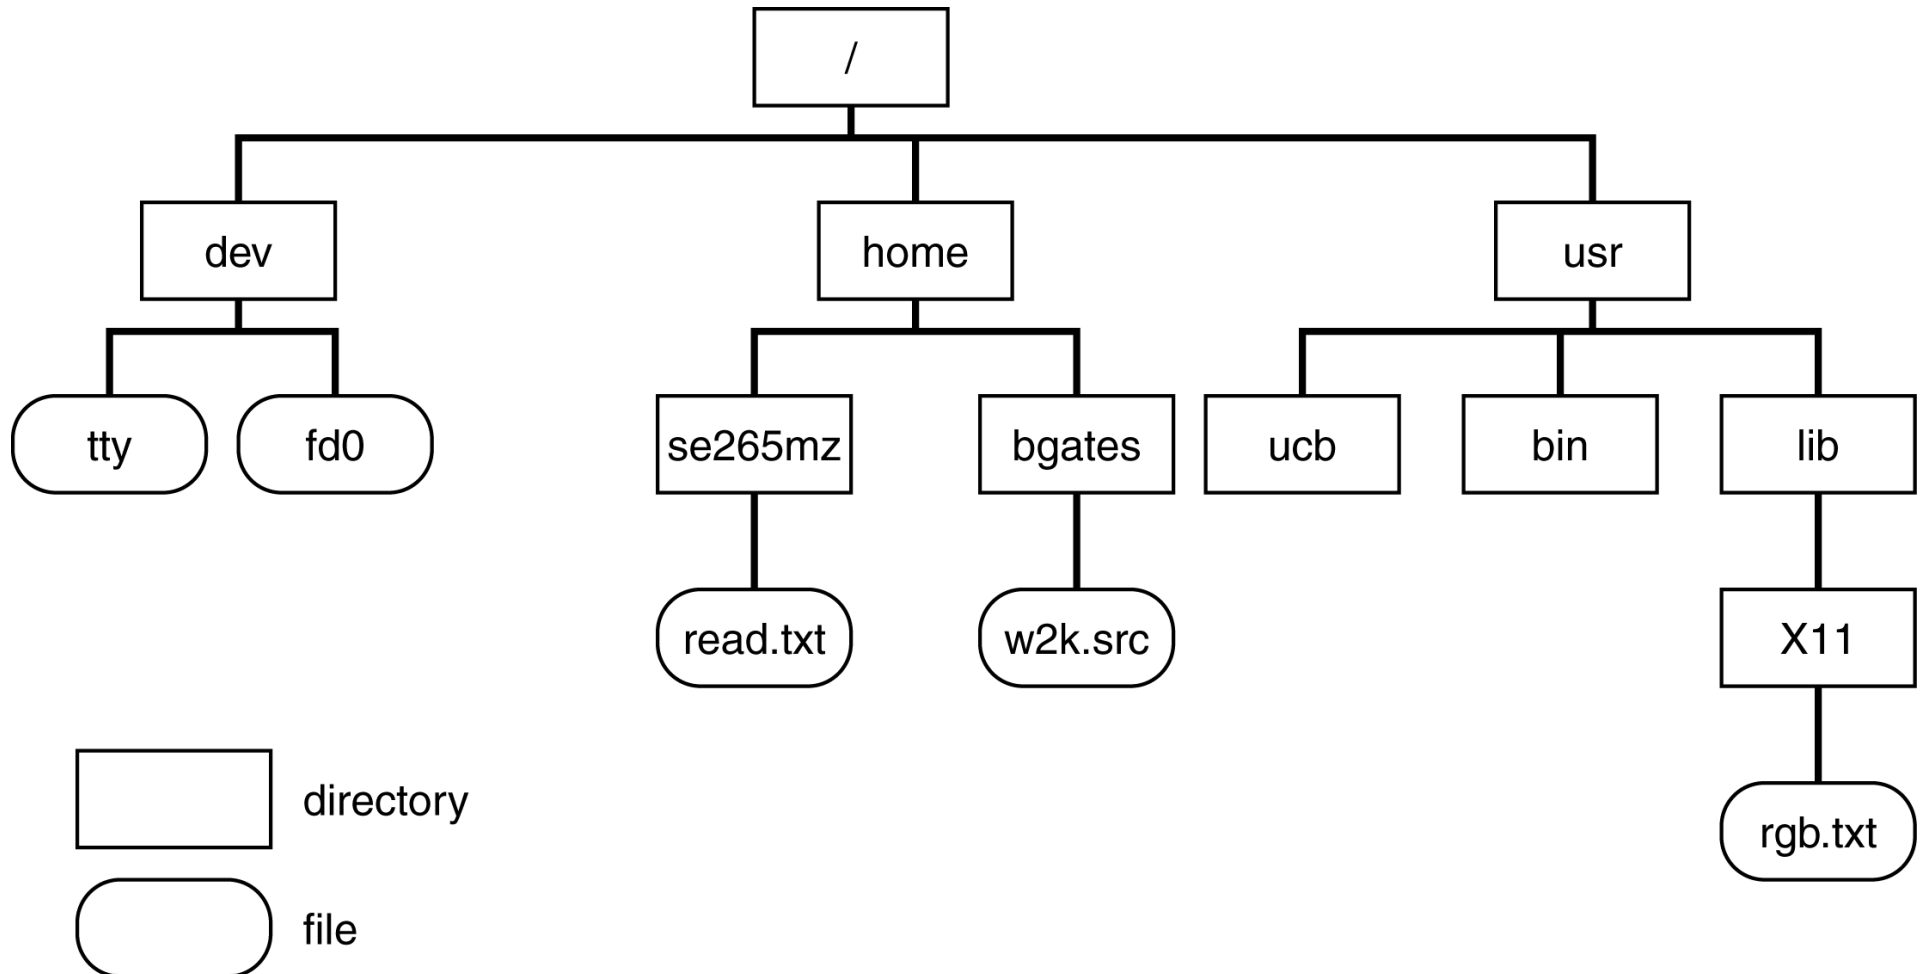 /
dev
home
usr
tty
fd0
se265mz
bgates
ucb
bin
lib
read.txt
w2k.src
X11
directory
rgb.txt
file